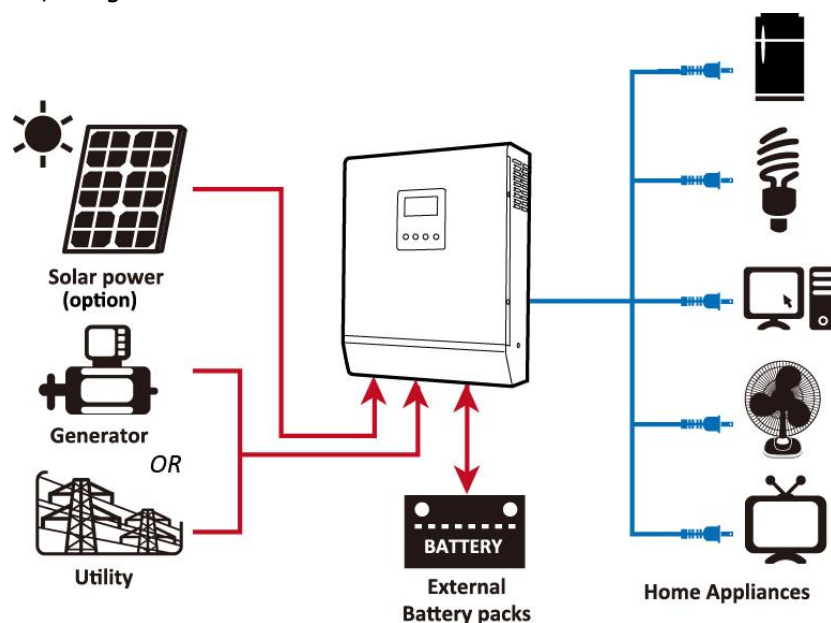 Solar power
(option)
Generator
OR
Utility
BATTERY
External
Battery packs
Home Appliances